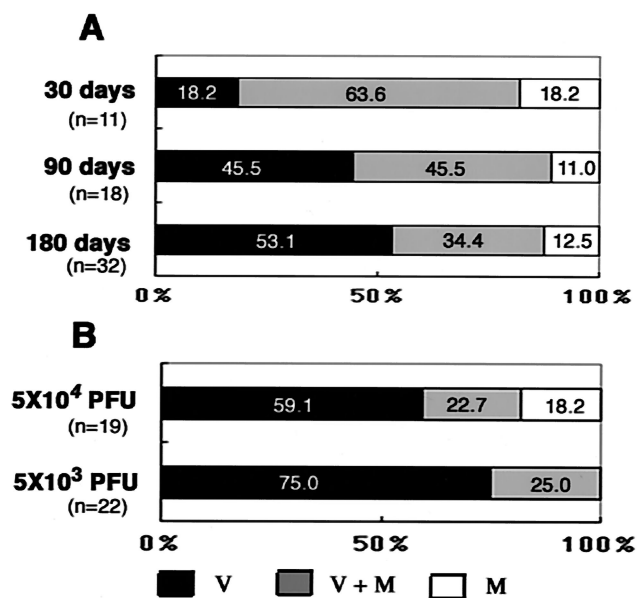 A
30 days 18.2 63.6 18.2
(n=11)
90 days 45.5 45.5 11.0
(n=18)
180 days 53.1 34.4 12.5
(n=32)
0% 50% 100%
B
5X10⁴ PFU 59.1 22.7 18.2
(n=19)
5X10³ PFU 75.0 25.0
(n=22)
0% 50% 100%
V V + M M